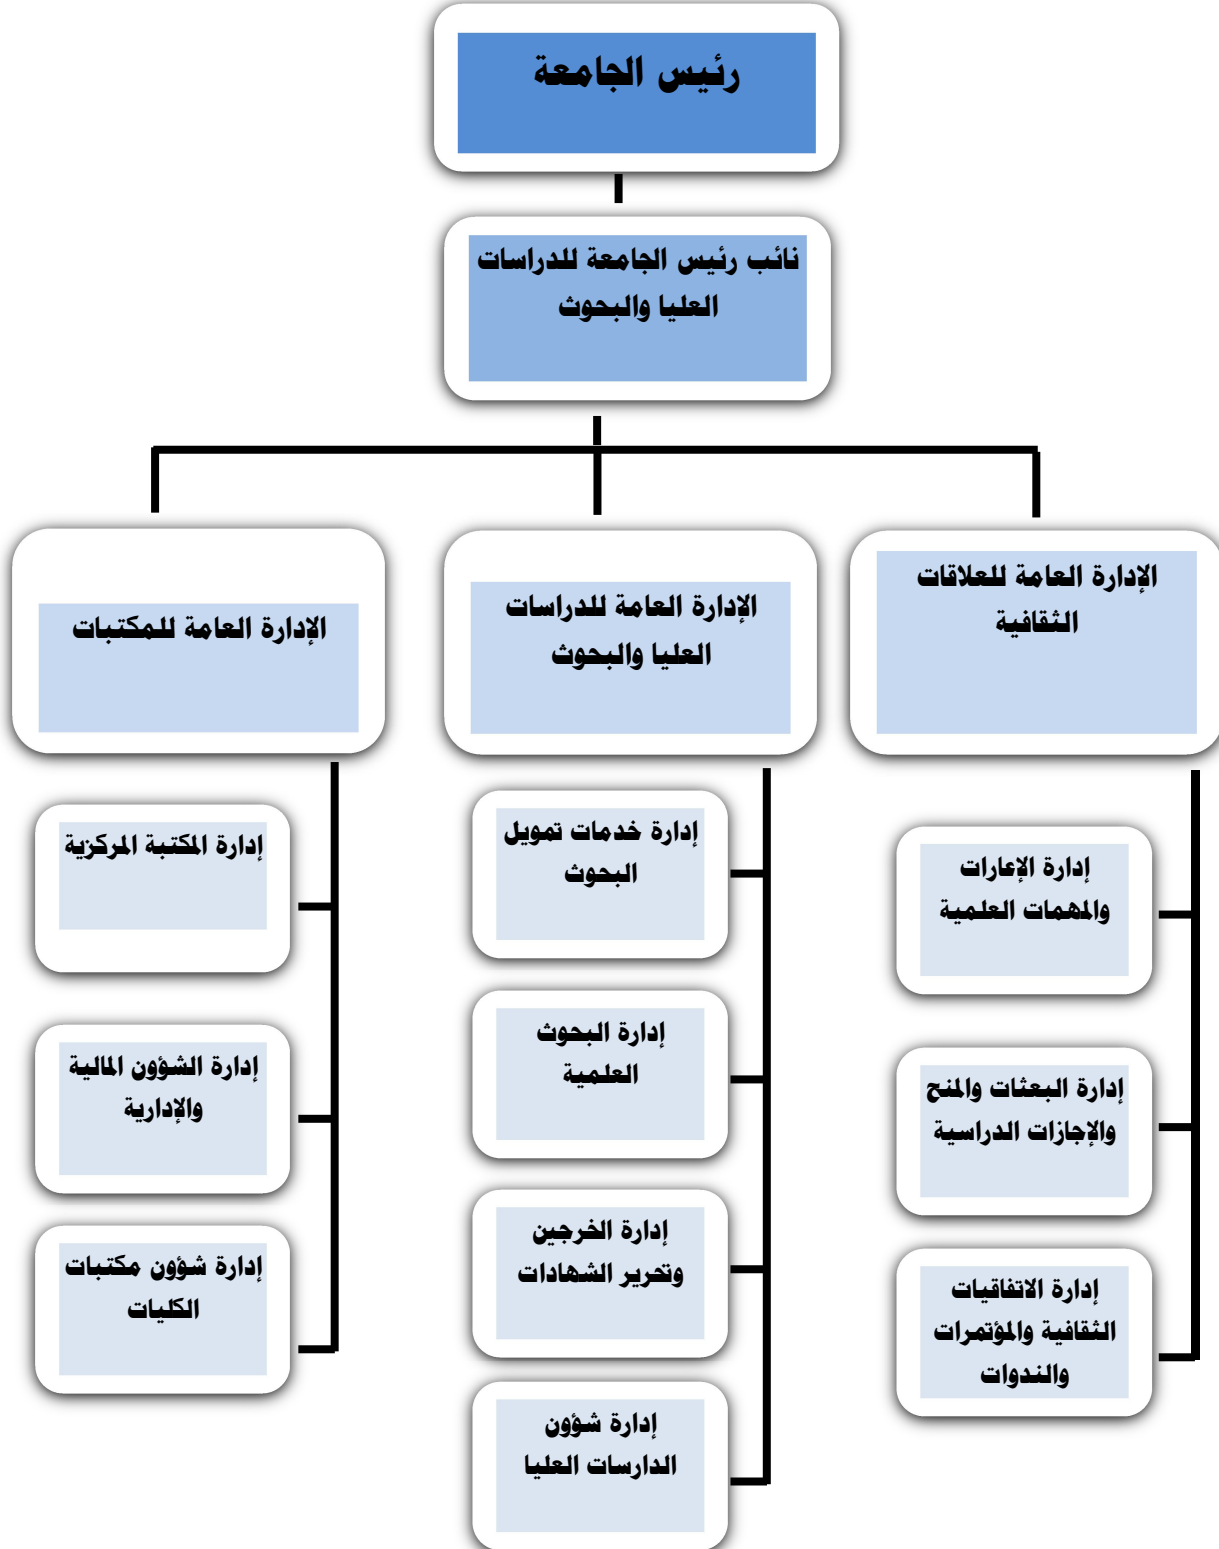 رئيس الجامعة
نائب رئيس الجامعة للدراسات
العليا والبحوث
الإدارة العامة للعلاقات
الثقافية
الإدارة العامة للدراسات
العليا والبحوث
الإدارة العامة للمكتبات
إدارة الإعارات
والمهمات العلمية
إدارة البعثات والمنح
والإجازات الدراسية
إدارة الاتفاقيات
الثقافية والمؤتمرات
والندوات
إدارة خدمات تمويل
البحوث
إدارة البحوث
العلمية
إدارة الخرجين
وتحرير الشهادات
إدارة شؤون
الدارسات العليا
إدارة المكتبة المركزية
إدارة الشؤون المالية
والإدارية
إدارة شؤون مكتبات
الكليات